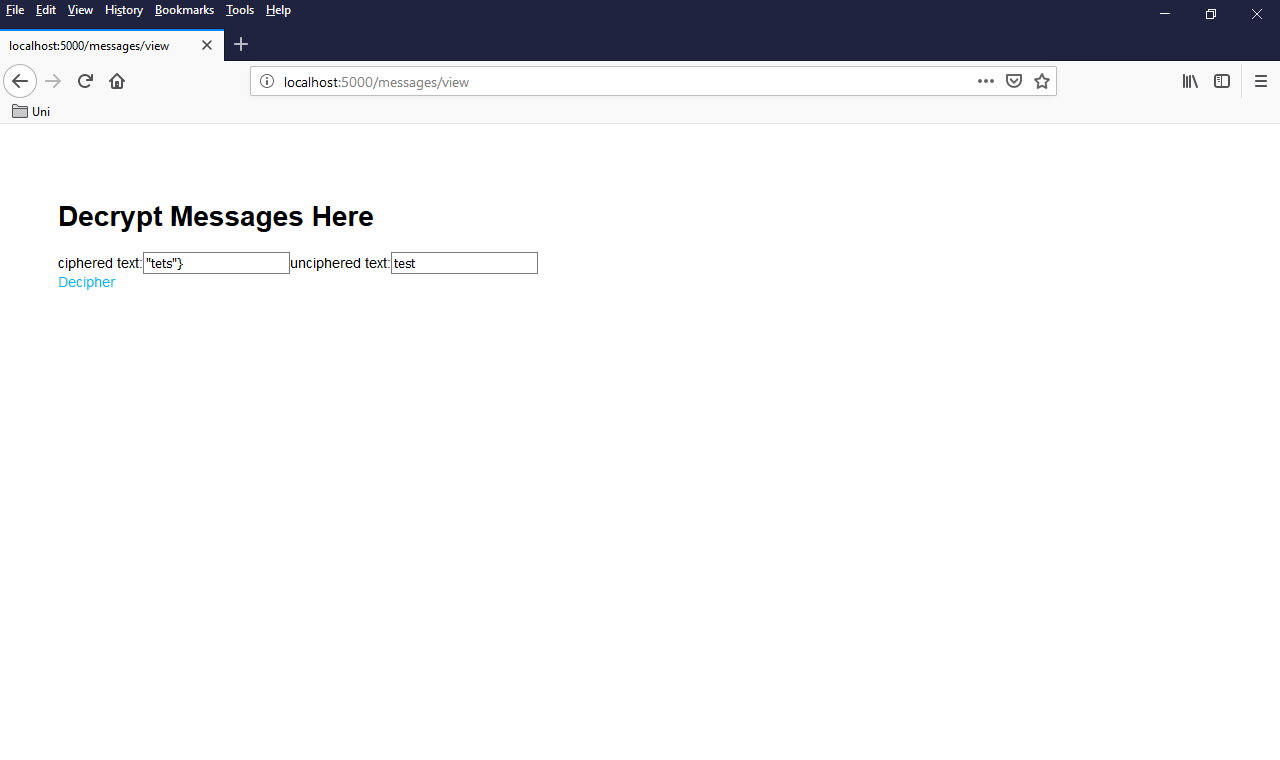 File Edit View History Bookmarks Tools Help
localhost:5000/messages/view
localhost:5000/messages/view
Uni
Decrypt Messages Here
ciphered text: "tets"} unciphered text: test
Decipher